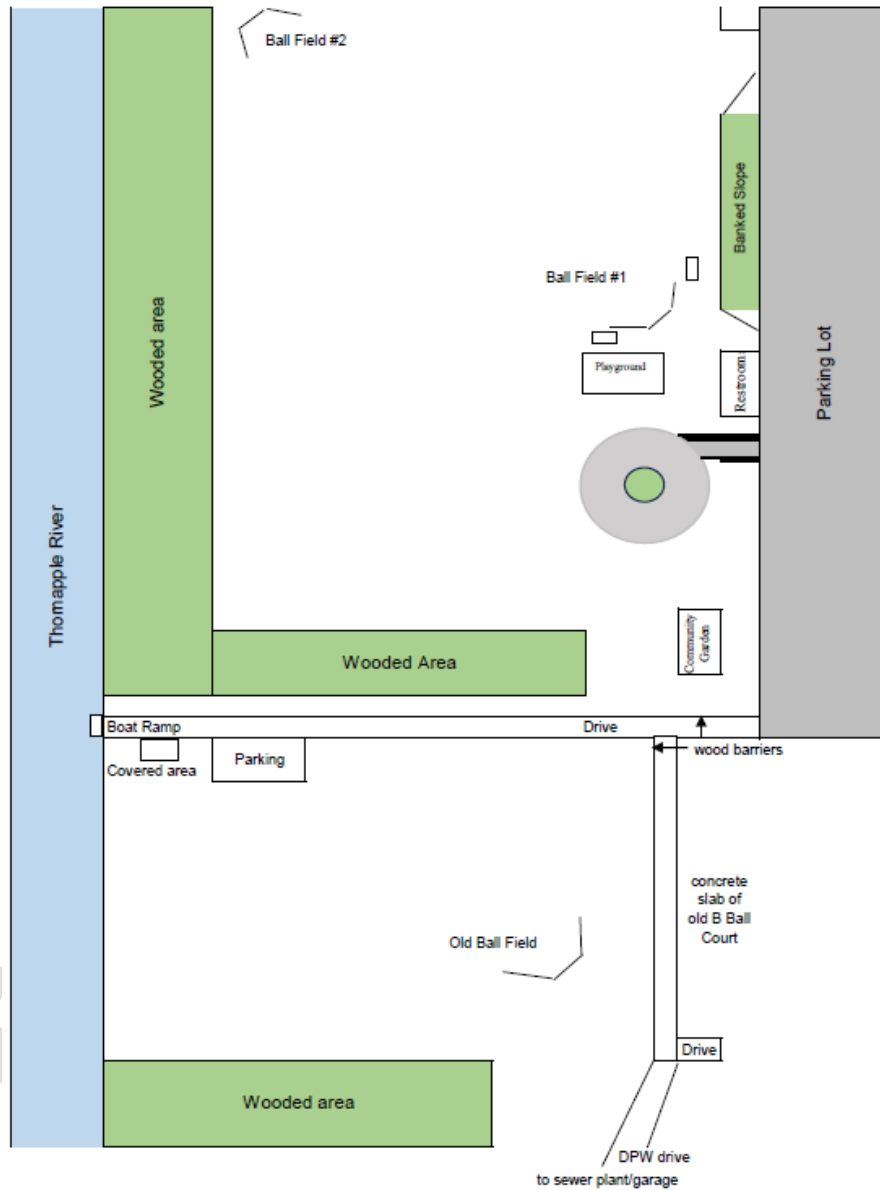 Ball Field #2
Banked Slope
Ball Field #1
Wooded area
Playground
Restrooms
Parking Lot
Thornapple River
Community
Garden
Wooded Area
Boat Ramp
Drive
wood barriers
Covered area
Parking
concrete
slab of
old B Ball
Court
Old Ball Field
Drive
Wooded area
DPW drive
to sewer plant/garage